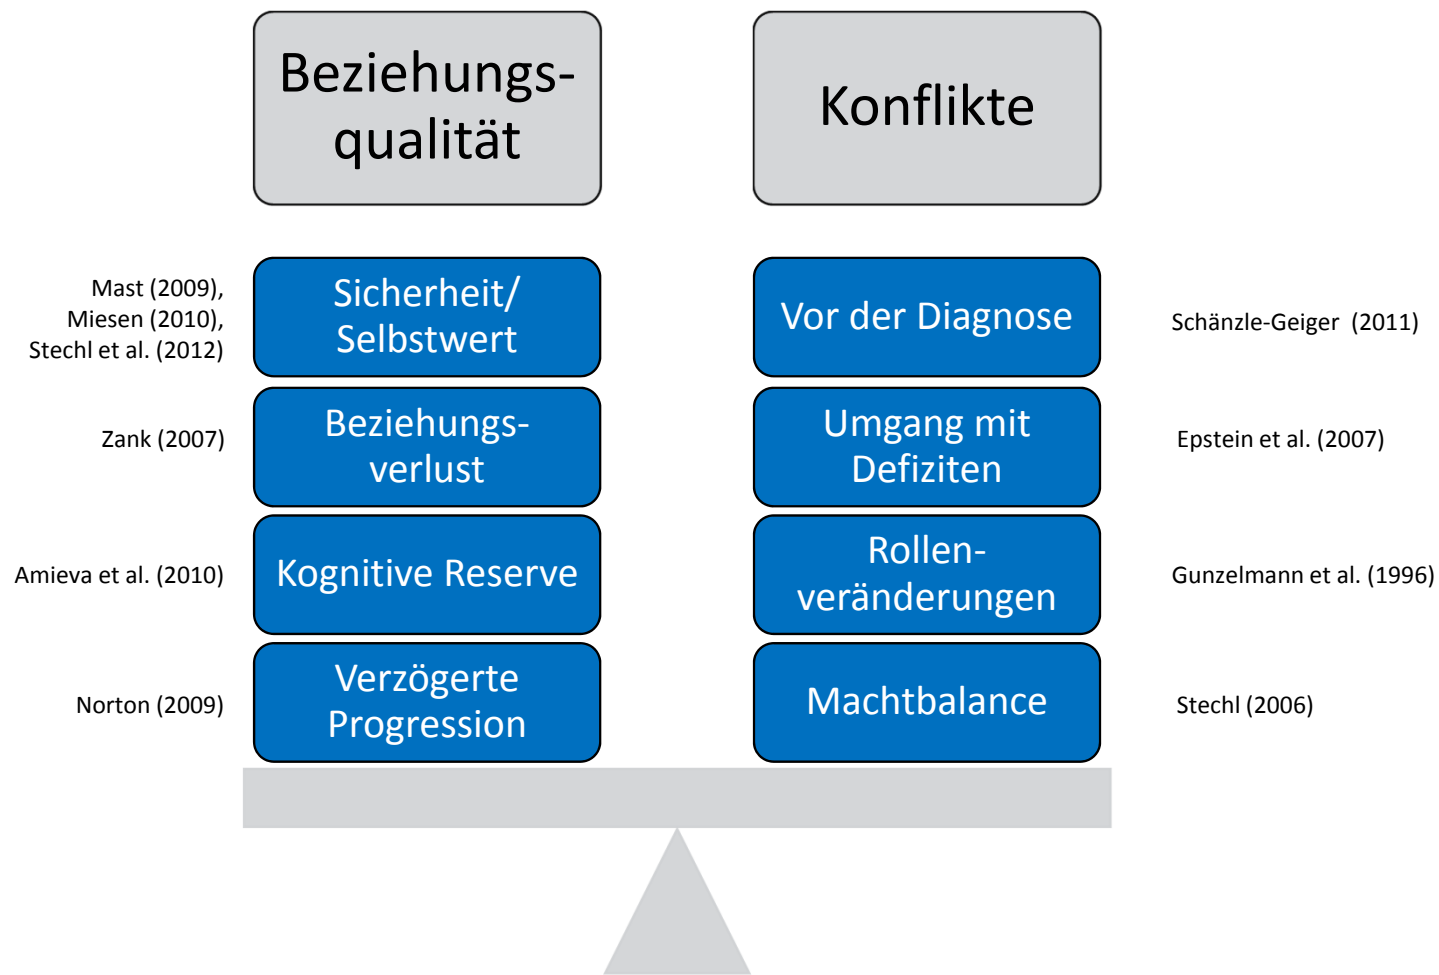 Beziehungs-
qualität
Konflikte
Mast (2009),
Miesen (2010),
Stechl et al. (2012)
Sicherheit/
Selbstwert
Vor der Diagnose
Schänzle-Geiger (2011)
Zank (2007)
Beziehungs-
verlust
Umgang mit
Defiziten
Epstein et al. (2007)
Amieva et al. (2010)
Kognitive Reserve
Rollen-
veränderungen
Gunzelmann et al. (1996)
Norton (2009)
Verzögerte
Progression
Machtbalance
Stechl (2006)